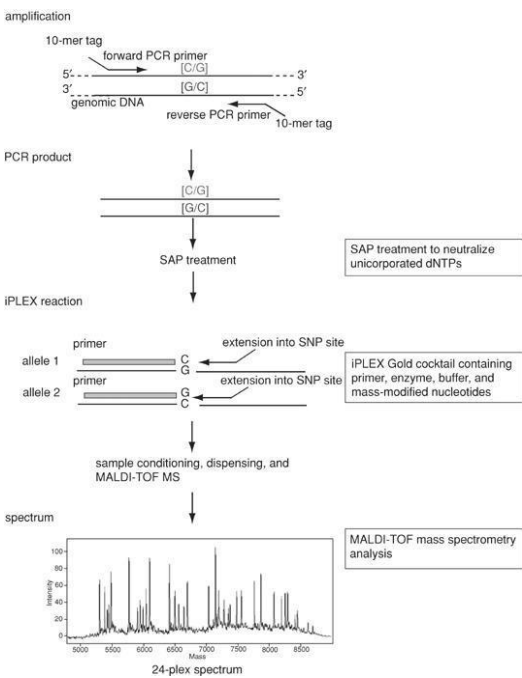 amplification
10-mer tag
forward PCR primer
[C/G]
5′
3′
3′
[G/C]
5′
genomic DNA
reverse PCR primer
10-mer tag
PCR product
[C/G]
[G/C]
SAP treatment
SAP treatment to neutralize
unicorporated dNTPs
iPLEX reaction
primer
extension into SNP site
allele 1
C
G
primer
extension into SNP site
allele 2
G
C
iPLEX Gold cocktail containing
primer, enzyme, buffer, and
mass-modified nucleotides
sample conditioning, dispensing, and
MALDI-TOF MS
spectrum
MALDI-TOF mass spectrometry
analysis
100
80
60
40
20
0
Intensity
5000 5500 6000 6500 7000 7500 8000 8500
Mass
24-plex spectrum